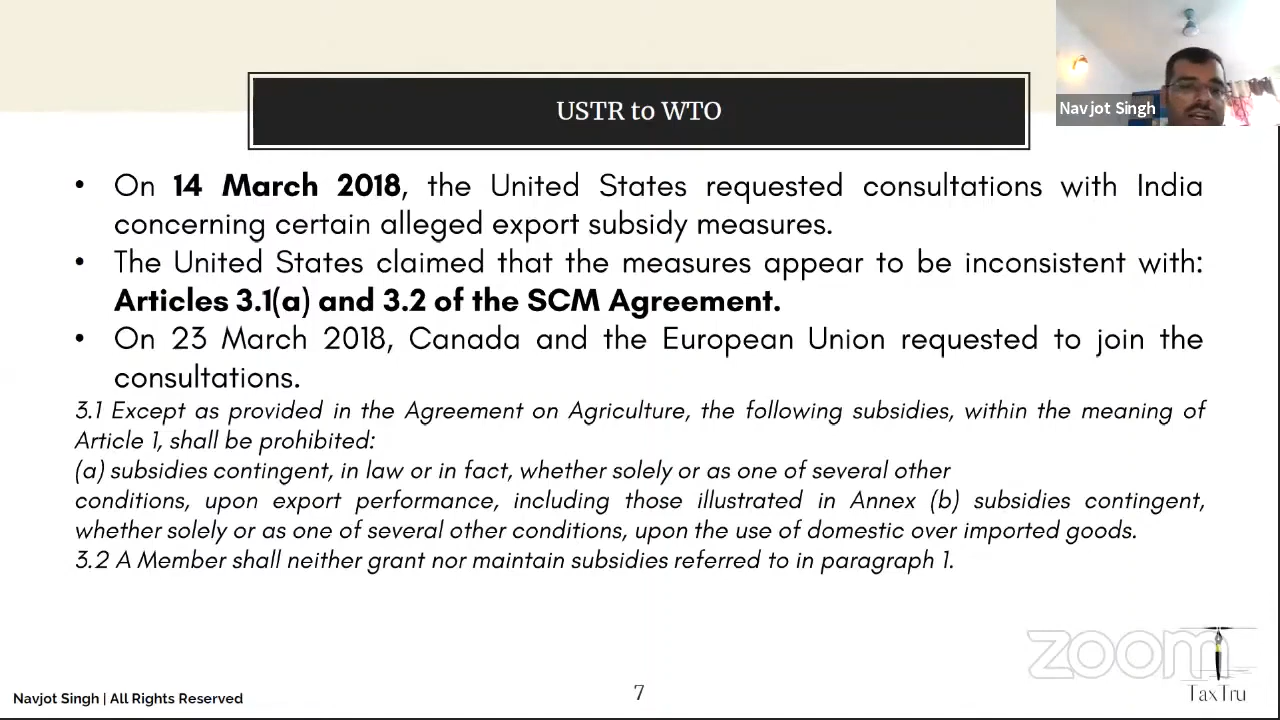 USTR to WTO
Navjot Singh
• On 14 March 2018, the United States requested consultations with India
concerning certain alleged export subsidy measures.
• The United States claimed that the measures appear to be inconsistent with:
Articles 3.1(a) and 3.2 of the SCM Agreement.
• On 23 March 2018, Canada and the European Union requested to join the
consultations.
3.1 Except as provided in the Agreement on Agriculture, the following subsidies, within the meaning of
Article 1, shall be prohibited:
(a) subsidies contingent, in law or in fact, whether solely or as one of several other
conditions, upon export performance, including those illustrated in Annex (b) subsidies contingent,
whether solely or as one of several other conditions, upon the use of domestic over imported goods.
3.2 A Member shall neither grant nor maintain subsidies referred to in paragraph 1.
zoom
TaxTru
Navjot Singh | All Rights Reserved
7